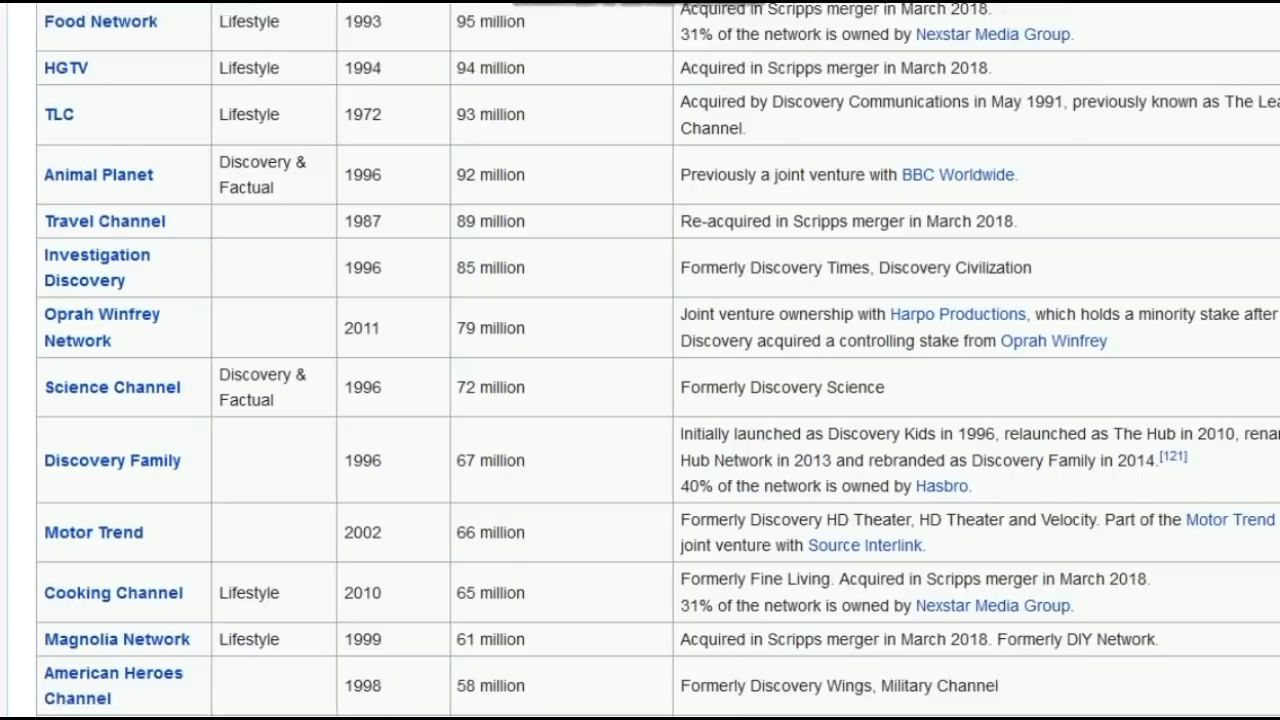 Food Network Lifestyle 1993 95 million Acquired in Scripps merger in March 2018.
31% of the network is owned by Nexstar Media Group.
HGTV Lifestyle 1994 94 million Acquired in Scripps merger in March 2018.
TLC Lifestyle 1972 93 million Acquired by Discovery Communications in May 1991, previously known as The Lea
Channel.
Animal Planet Discovery &
Factual 1996 92 million Previously a joint venture with BBC Worldwide.
Travel Channel 1987 89 million Re-acquired in Scripps merger in March 2018.
Investigation
Discovery 1996 85 million Formerly Discovery Times, Discovery Civilization
Oprah Winfrey
Network 2011 79 million Joint venture ownership with Harpo Productions, which holds a minority stake after
Discovery acquired a controlling stake from Oprah Winfrey
Science Channel Discovery &
Factual 1996 72 million Formerly Discovery Science
Discovery Family 1996 67 million Initially launched as Discovery Kids in 1996, relaunched as The Hub in 2010, rena
Hub Network in 2013 and rebranded as Discovery Family in 2014.[121]
40% of the network is owned by Hasbro.
Motor Trend 2002 66 million Formerly Discovery HD Theater, HD Theater and Velocity. Part of the Motor Trend
joint venture with Source Interlink.
Cooking Channel Lifestyle 2010 65 million Formerly Fine Living. Acquired in Scripps merger in March 2018.
31% of the network is owned by Nexstar Media Group.
Magnolia Network Lifestyle 1999 61 million Acquired in Scripps merger in March 2018. Formerly DIY Network.
American Heroes
Channel 1998 58 million Formerly Discovery Wings, Military Channel